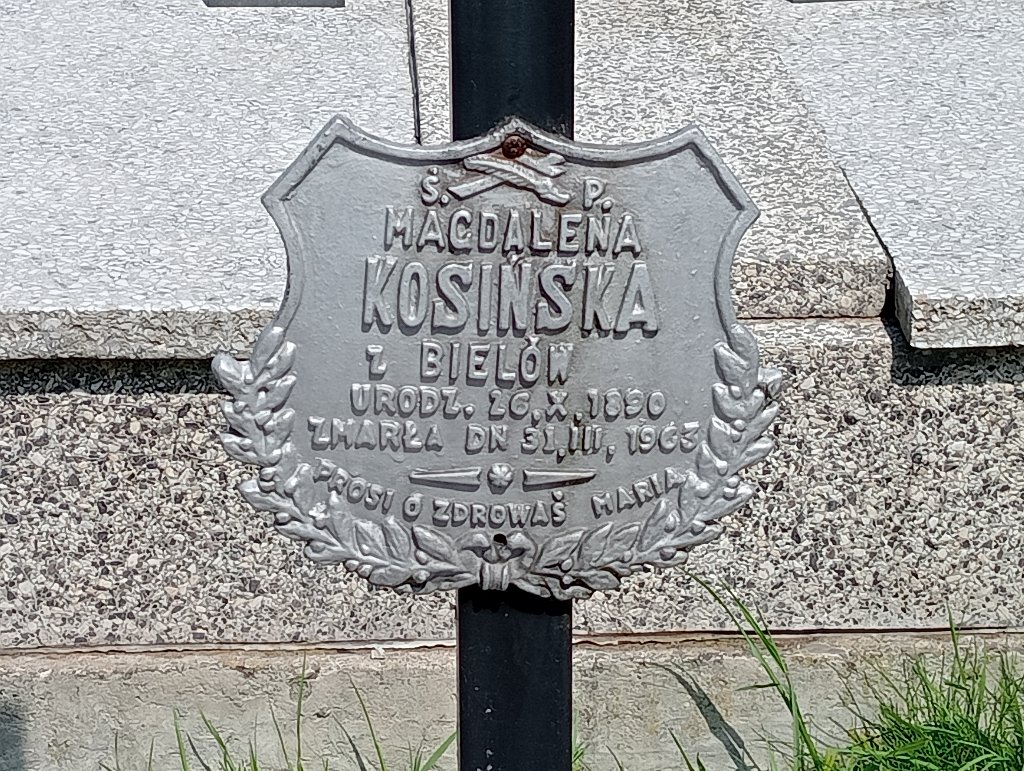 Ś. P.
MAGDALENA
KOSIŃSKA
Z BIELÓW
URODZ. 26, X, 1890
ZMARŁA DN 31, III, 1963
PROSI Ó ZDROWAŚ MARIA